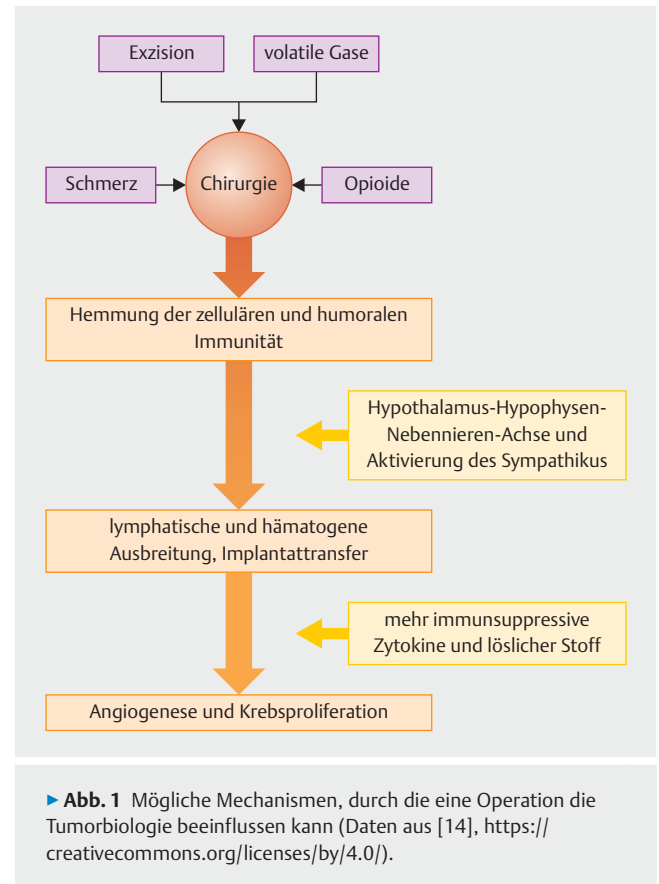 Exzision
volatile Gase
Schmerz
Chirurgie
Opioide
Hemmung der zellulären und humoralen
Immunität
Hypothalamus-Hypophysen-
Nebennieren-Achse und
Aktivierung des Sympathikus
lymphatische und hämatogene
Ausbreitung, Implantattransfer
mehr immunsuppressive
Zytokine und löslicher Stoff
Angiogenese und Krebsproliferation
▶ Abb. 1 Mögliche Mechanismen, durch die eine Operation die
Tumorbiologie beeinflussen kann (Daten aus [14], https://
creativecommons.org/licenses/by/4.0/).